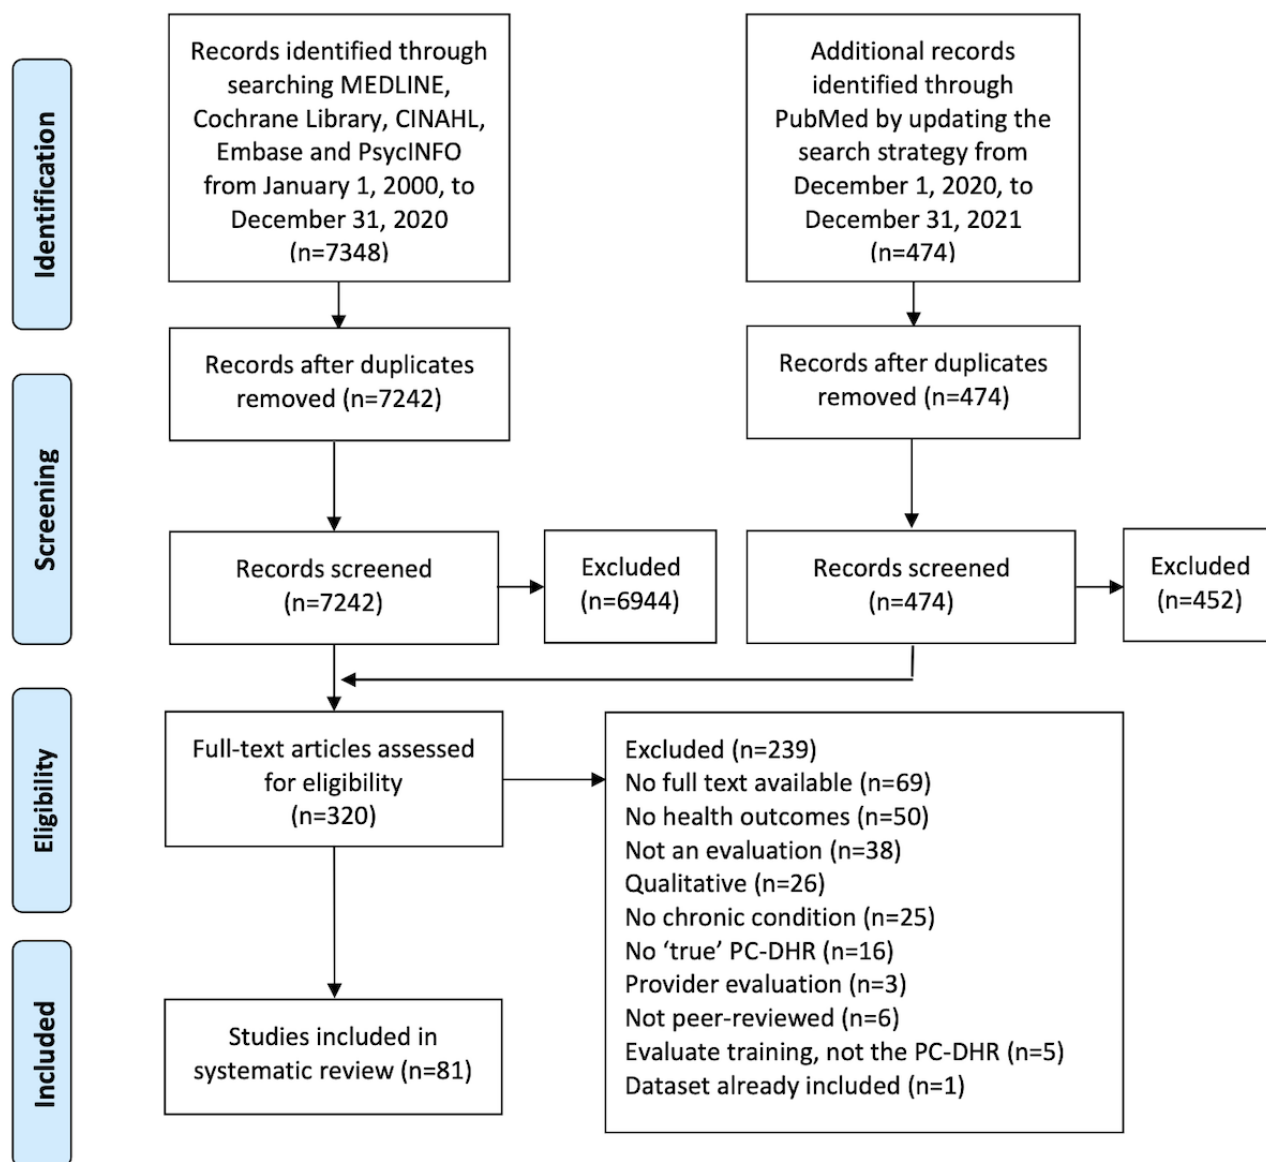 Identification
Records identified through
searching MEDLINE,
Cochrane Library, CINAHL,
Embase and PsycINFO
from January 1, 2000, to
December 31, 2020
(n=7348)
Additional records
identified through
PubMed by updating the
search strategy from
December 1, 2020, to
December 31, 2021
(n=474)
Records after duplicates
removed (n=7242)
Records after duplicates
removed (n=474)
Screening
Records screened
(n=7242)
Excluded
(n=6944)
Records screened
(n=474)
Excluded
(n=452)
Eligibility
Full-text articles assessed
for eligibility
(n=320)
Excluded (n=239)
No full text available (n=69)
No health outcomes (n=50)
Not an evaluation (n=38)
Qualitative (n=26)
No chronic condition (n=25)
No ‘true’ PC-DHR (n=16)
Provider evaluation (n=3)
Not peer-reviewed (n=6)
Evaluate training, not the PC-DHR (n=5)
Dataset already included (n=1)
Included
Studies included in
systematic review (n=81)